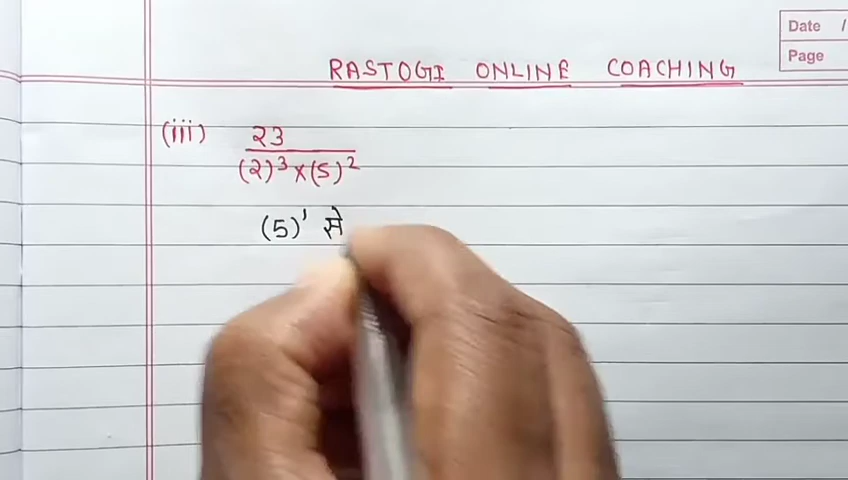 Date /
Page
RASTOGI ONLINE COACHING
(iii) 23
(2)³×(5)²
(5)¹ से